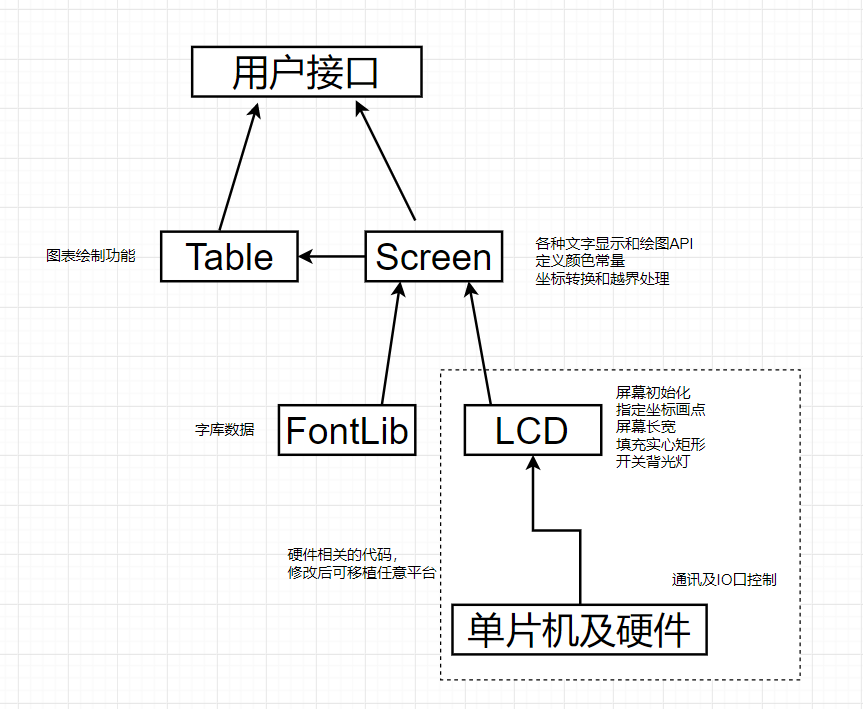 用户接口
图表绘制功能
Table
Screen
各种文字显示和绘图API
定义颜色常量
坐标转换和越界处理
字库数据
FontLib
LCD
屏幕初始化
指定坐标画点
屏幕长宽
填充实心矩形
开关背光灯
硬件相关的代码，
修改后可移植任意平台
通讯及IO口控制
单片机及硬件